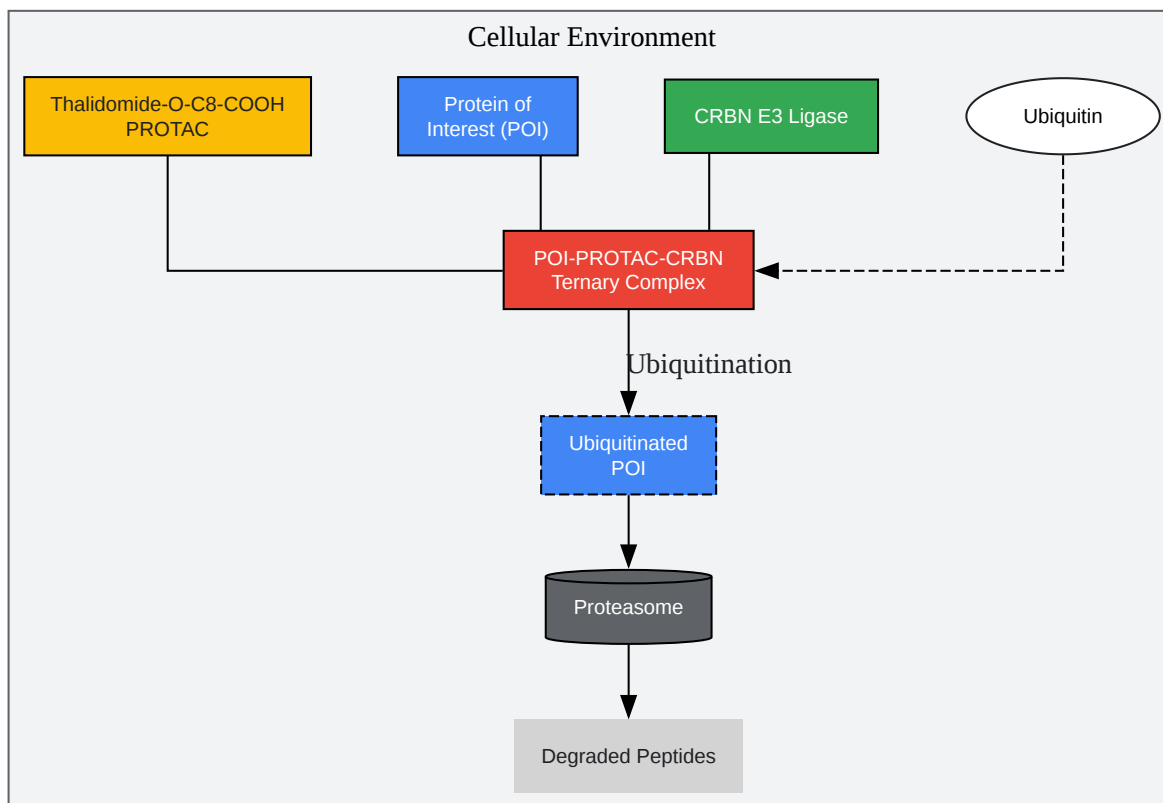 Cellular Environment
Thalidomide-O-C8-COOH
PROTAC
Protein of
Interest (POI)
CRBN E3 Ligase
Ubiquitin
POI-PROTAC-CRBN
Ternary Complex
Ubiquitination
Ubiquitinated
POI
Proteasome
Degraded Peptides